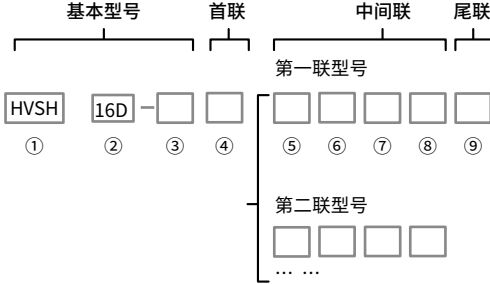 基本型号 首联 中间联 尾联
第一联型号
HVSH 16D –
① ② ③ ④ ⑤ ⑥ ⑦ ⑧ ⑨
第二联型号
… …